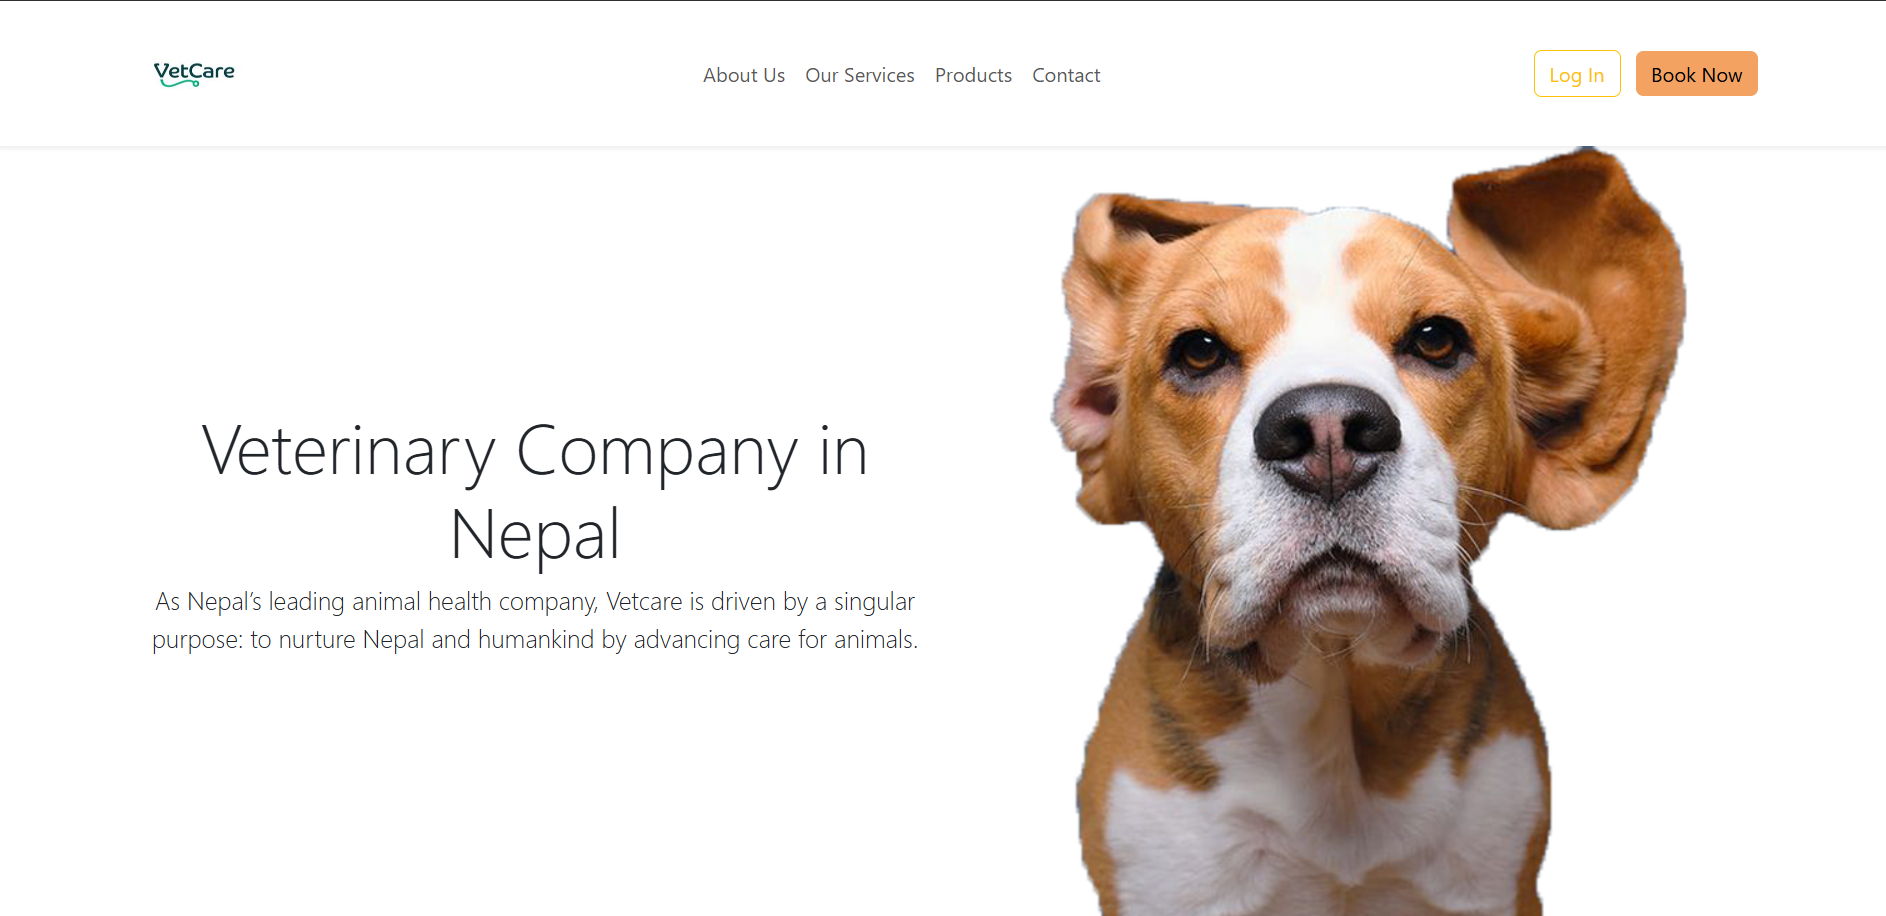 VetCare
About Us
Our Services
Products
Contact
Log In
Book Now
Veterinary Company in
Nepal
As Nepal’s leading animal health company, Vetcare is driven by a singular
purpose: to nurture Nepal and humankind by advancing care for animals.